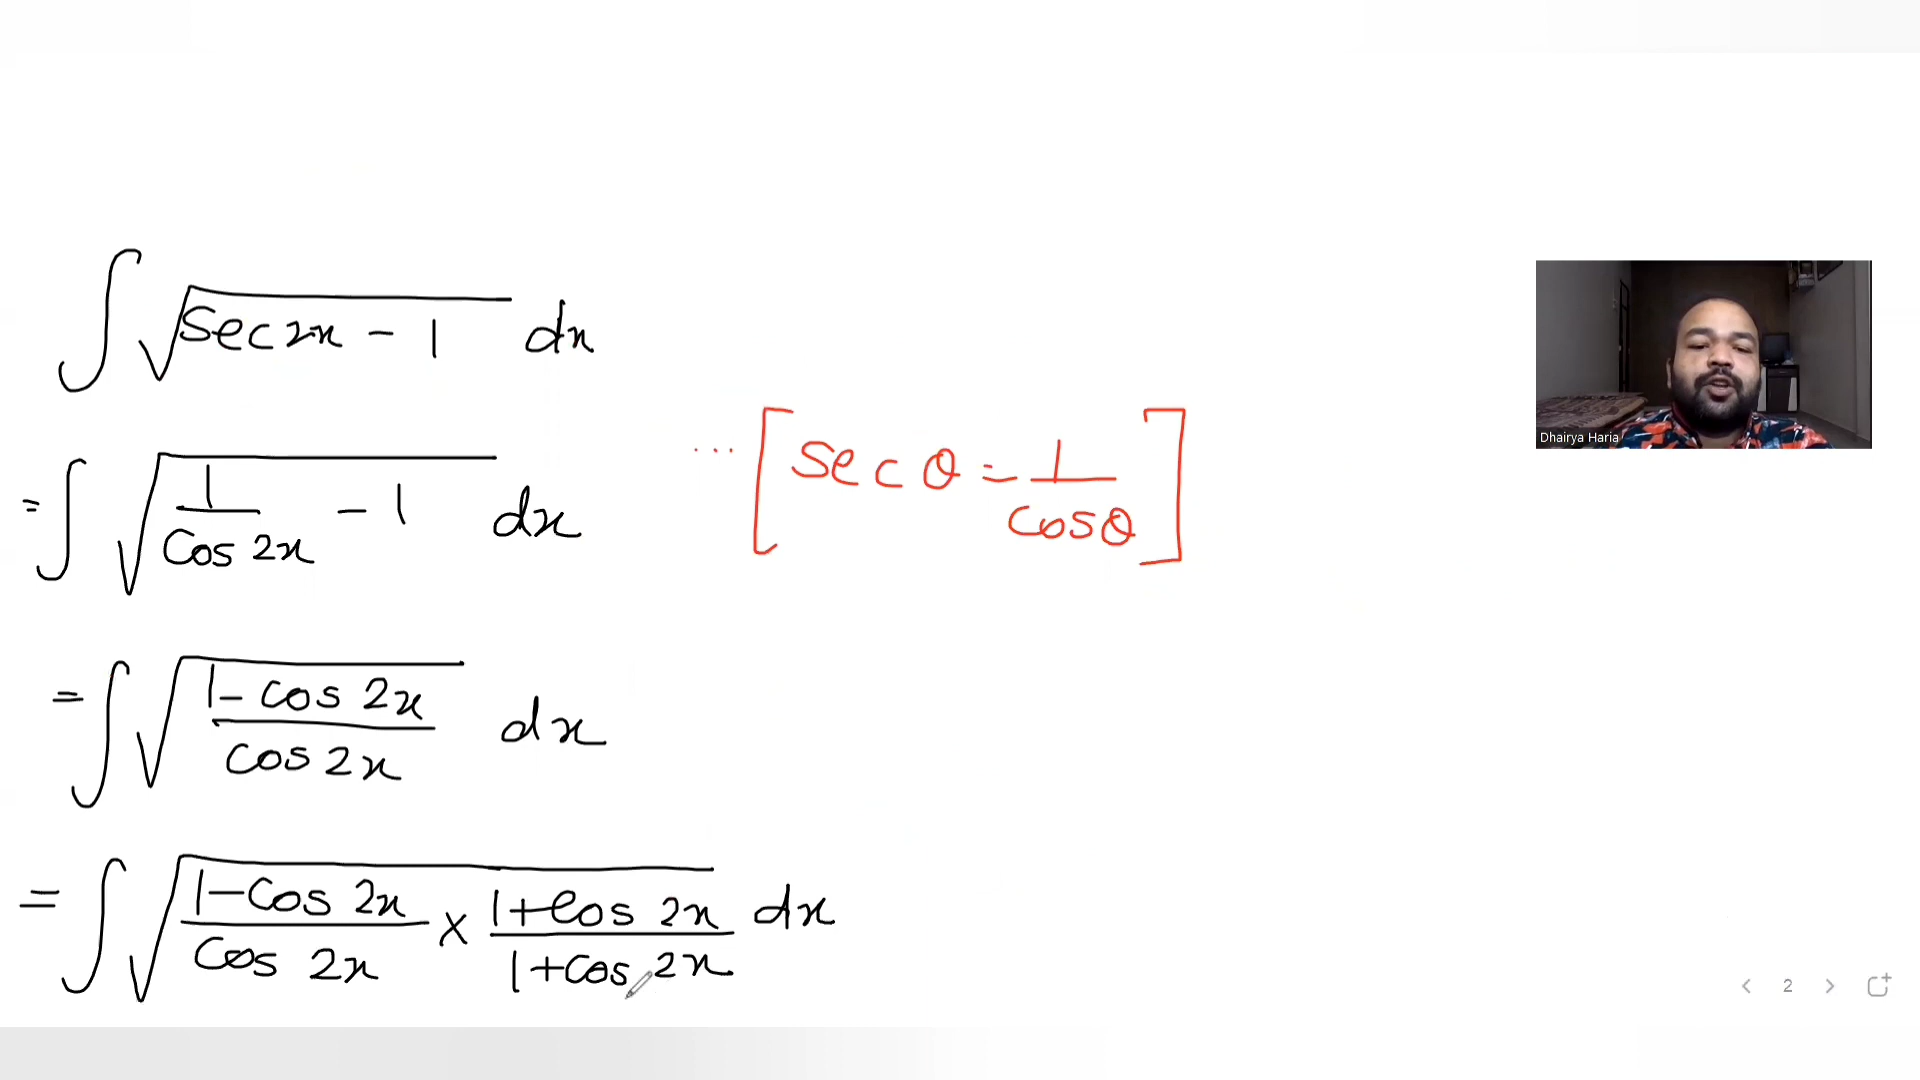 ∫ √(sec 2x - 1) dx
= ∫ √(1/cos 2x - 1) dx ... [sec θ = 1/cos θ]
= ∫ √((1 - cos 2x)/(cos 2x)) dx
= ∫ √((1 - cos 2x)/(cos 2x) × (1 + cos 2x)/(1 + cos 2x)) dx
Dhairya Haria
2